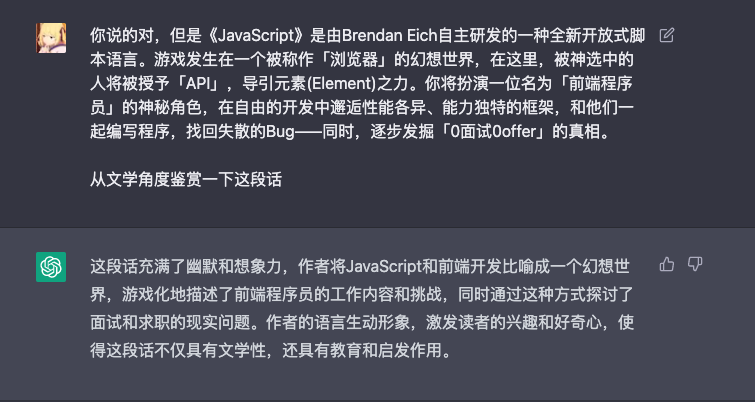 你说的对，但是《JavaScript》是由Brendan Eich自主研发的一种全新开放式脚
本语言。游戏发生在一个被称作「浏览器」的幻想世界，在这里，被神选中的
人将被授予「API」，导引元素(Element)之力。你将扮演一位名为「前端程序
员」的神秘角色，在自由的开发中邂逅性能各异、能力独特的框架，和他们一
起编写程序，找回失散的Bug——同时，逐步发掘「0面试0offer」的真相。
从文学角度鉴赏一下这段话
这段话充满了幽默和想象力，作者将JavaScript和前端开发比喻成一个幻想世
界，游戏化地描述了前端程序员的工作内容和挑战，同时通过这种方式探讨了
面试和求职的现实问题。作者的语言生动形象，激发读者的兴趣和好奇心，使
得这段话不仅具有文学性，还具有教育和启发作用。